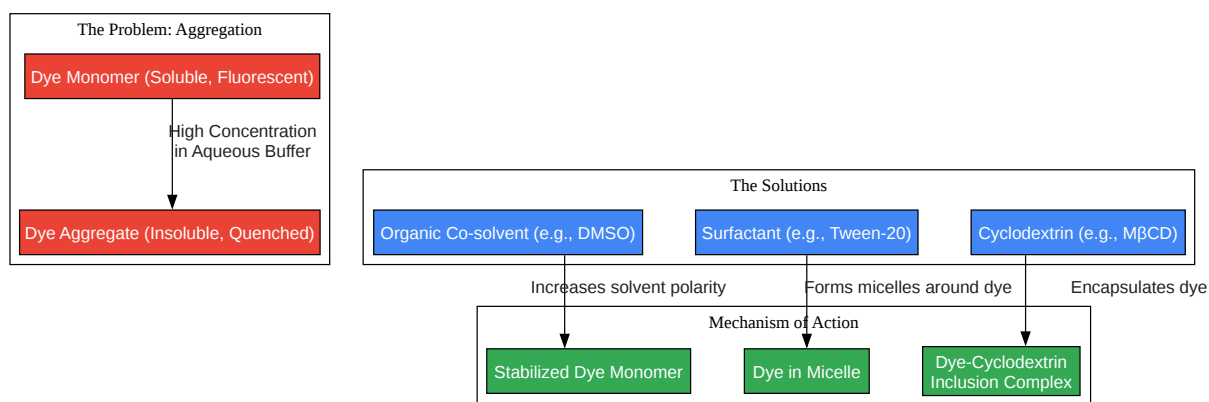 The Problem: Aggregation
Dye Monomer (Soluble, Fluorescent)
High Concentration
in Aqueous Buffer
Dye Aggregate (Insoluble, Quenched)
The Solutions
Organic Co-solvent (e.g., DMSO)
Surfactant (e.g., Tween-20)
Cyclodextrin (e.g., MβCD)
Increases solvent polarity
Forms micelles around dye
Encapsulates dye
Mechanism of Action
Stabilized Dye Monomer
Dye in Micelle
Dye-Cyclodextrin
Inclusion Complex